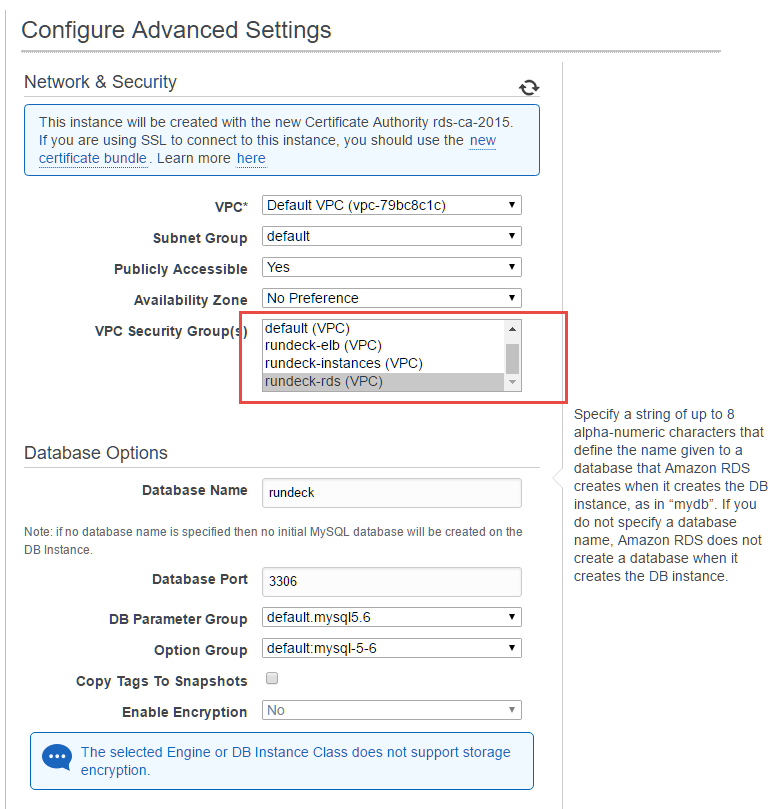 Configure Advanced Settings
Network & Security
This instance will be created with the new Certificate Authority rds-ca-2015.
If you are using SSL to connect to this instance, you should use the new
certificate bundle. Learn more here
VPC* Default VPC (vpc-79bc8c1c)
Subnet Group default
Publicly Accessible Yes
Availability Zone No Preference
VPC Security Group(s) default (VPC)
rundeck-elb (VPC)
rundeck-instances (VPC)
rundeck-rds (VPC)
Database Options
Database Name rundeck
Note: if no database name is specified then no initial MySQL database will be created on the
DB Instance.
Database Port 3306
DB Parameter Group default.mysql5.6
Option Group default:mysql-5-6
Copy Tags To Snapshots
Enable Encryption No
The selected Engine or DB Instance Class does not support storage
encryption.
Specify a string of up to 8
alpha-numeric characters that
define the name given to a
database that Amazon RDS
creates when it creates the DB
instance, as in “mydb”. If you
do not specify a database
name, Amazon RDS does not
create a database when it
creates the DB instance.